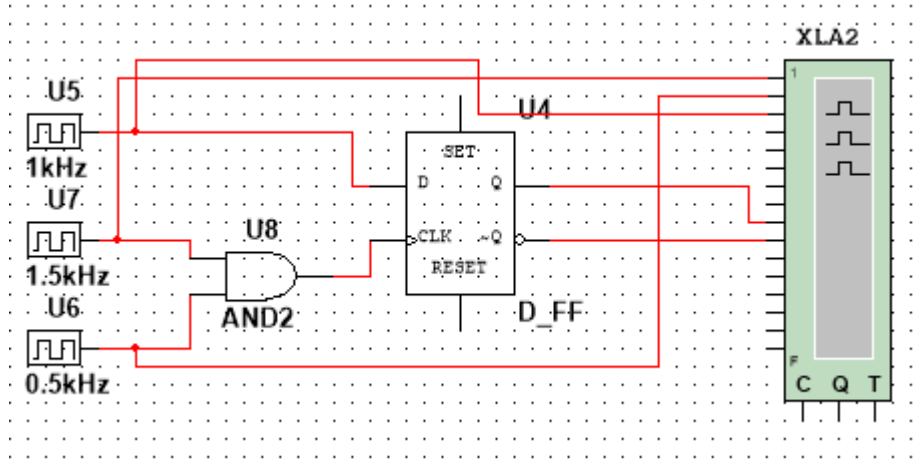 XLA2
U5
1kHz
U7
1.5kHz
U6
0.5kHz
U8
AND2
U4
SET
D Q
CLK ~Q
RESET
D_FF
1
F
C Q T